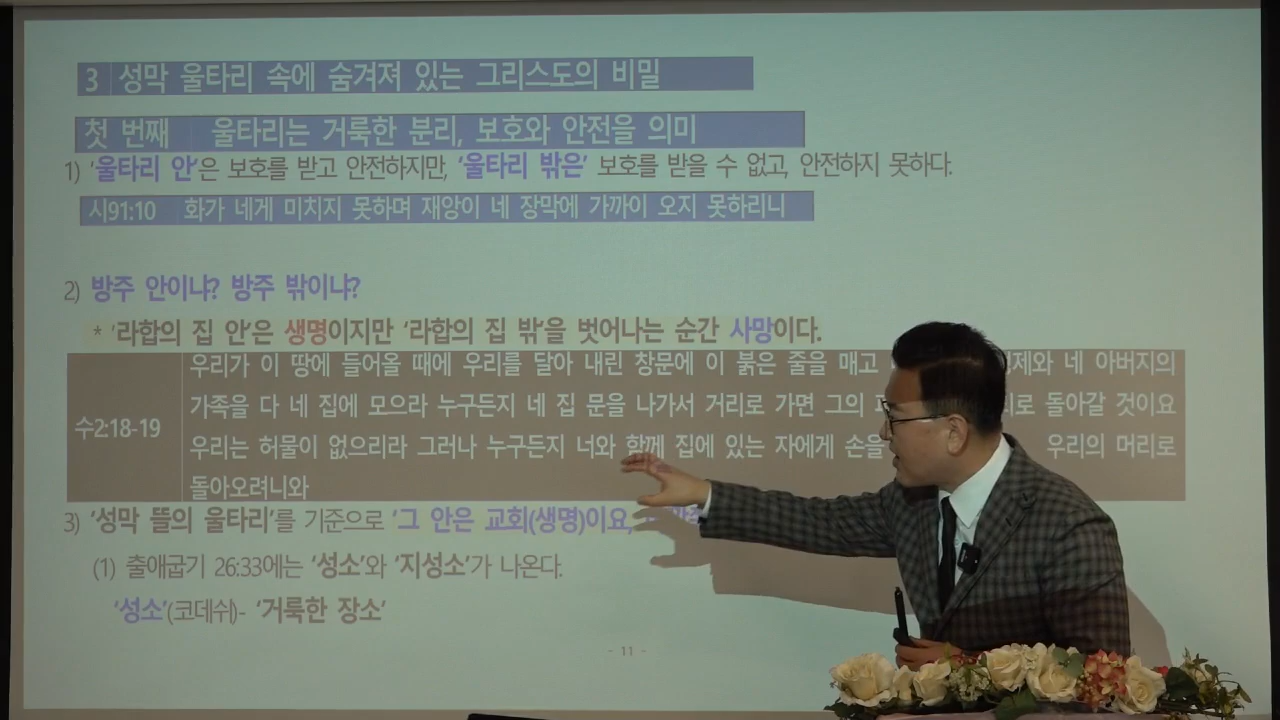 3 성막 울타리 속에 숨겨져 있는 그리스도의 비밀
첫 번째 울타리는 거룩한 분리, 보호와 안전을 의미
1) '울타리 안'은 보호를 받고 안전하지만, '울타리 밖은' 보호를 받을 수 없고, 안전하지 못하다.
시91:10 화가 네게 미치지 못하며 재앙이 네 장막에 가까이 오지 못하리니
2) 방주 안이냐? 방주 밖이냐?
* '라합의 집 안'은 생명이지만 '라합의 집 밖'을 벗어나는 순간 사망이다.
우리가 이 땅에 들어올 때에 우리를 달아 내린 창문에 이 붉은 줄을 매고 네 아버지의
수2:18-19
가족을 다 네 집에 모으라 누구든지 네 집 문을 나가서 거리로 가면 그의 돌아갈 것이요
우리는 허물이 없으리라 그러나 누구든지 너와 함께 집에 있는 자에게 손을 우리의 머리로
돌아오려니와
3) '성막 뜰의 울타리'를 기준으로 '그 안은 교회(생명)이요,
(1) 출애굽기 26:33에는 '성소'와 '지성소'가 나온다.
'성소'(코데쉬)- '거룩한 장소'
- 11 -